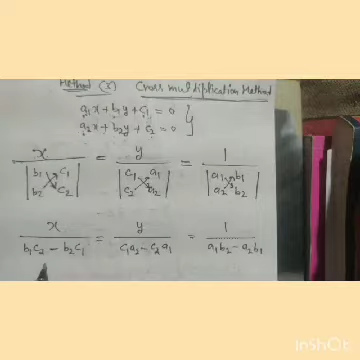 Method (X) Cross multiplication Method
a₁x + b₁y + c₁ = 0
a₂x + b₂y + c₂ = 0
x / |b₁ c₁ b₂ c₂| = y / |c₁ a₁ c₂ a₂| = 1 / |a₁ b₁ a₂ b₂|
x / b₁c₂ - b₂c₁ = y / c₁a₂ - c₂a₁ = 1 / a₁b₂ - a₂b₁
InShOt